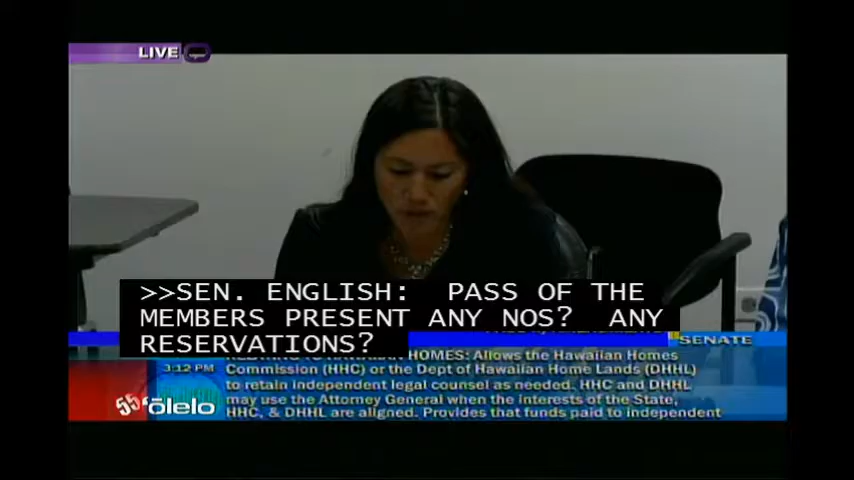 LIVE
>>SEN. ENGLISH: PASS OF THE
MEMBERS PRESENT ANY NOS? ANY
RESERVATIONS?
SENATE
HOMES: Allows the Hawaiian Homes
3:12 PM
Commission (HHC) or the Dept of Hawaiian Home Lands (DHHL)
to retain independent legal counsel as needed. HHC and DHHL
may use the Attorney General when the interests of the State,
HHC, & DHHL are aligned. Provides that funds paid to independent
55 'ōlelo